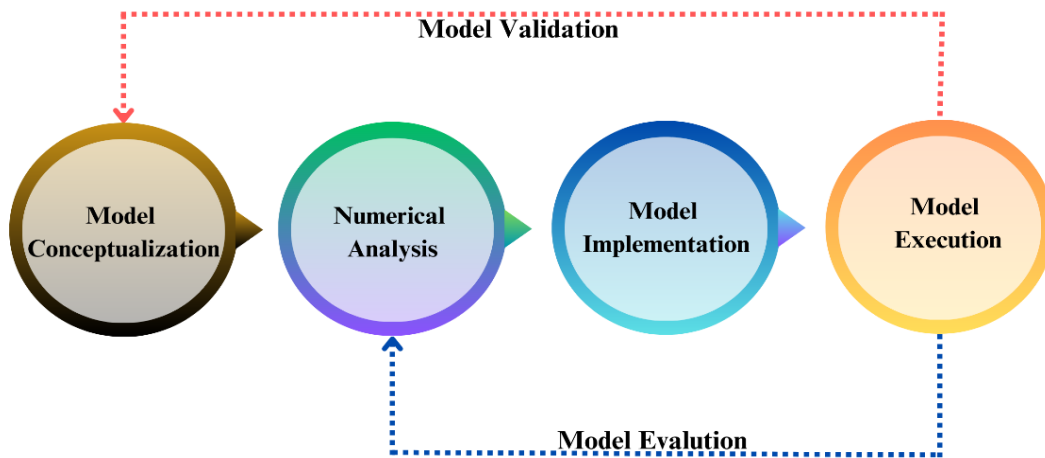 Model Validation
Model
Conceptualization
Numerical
Analysis
Model
Implementation
Model
Execution
Model Evalution